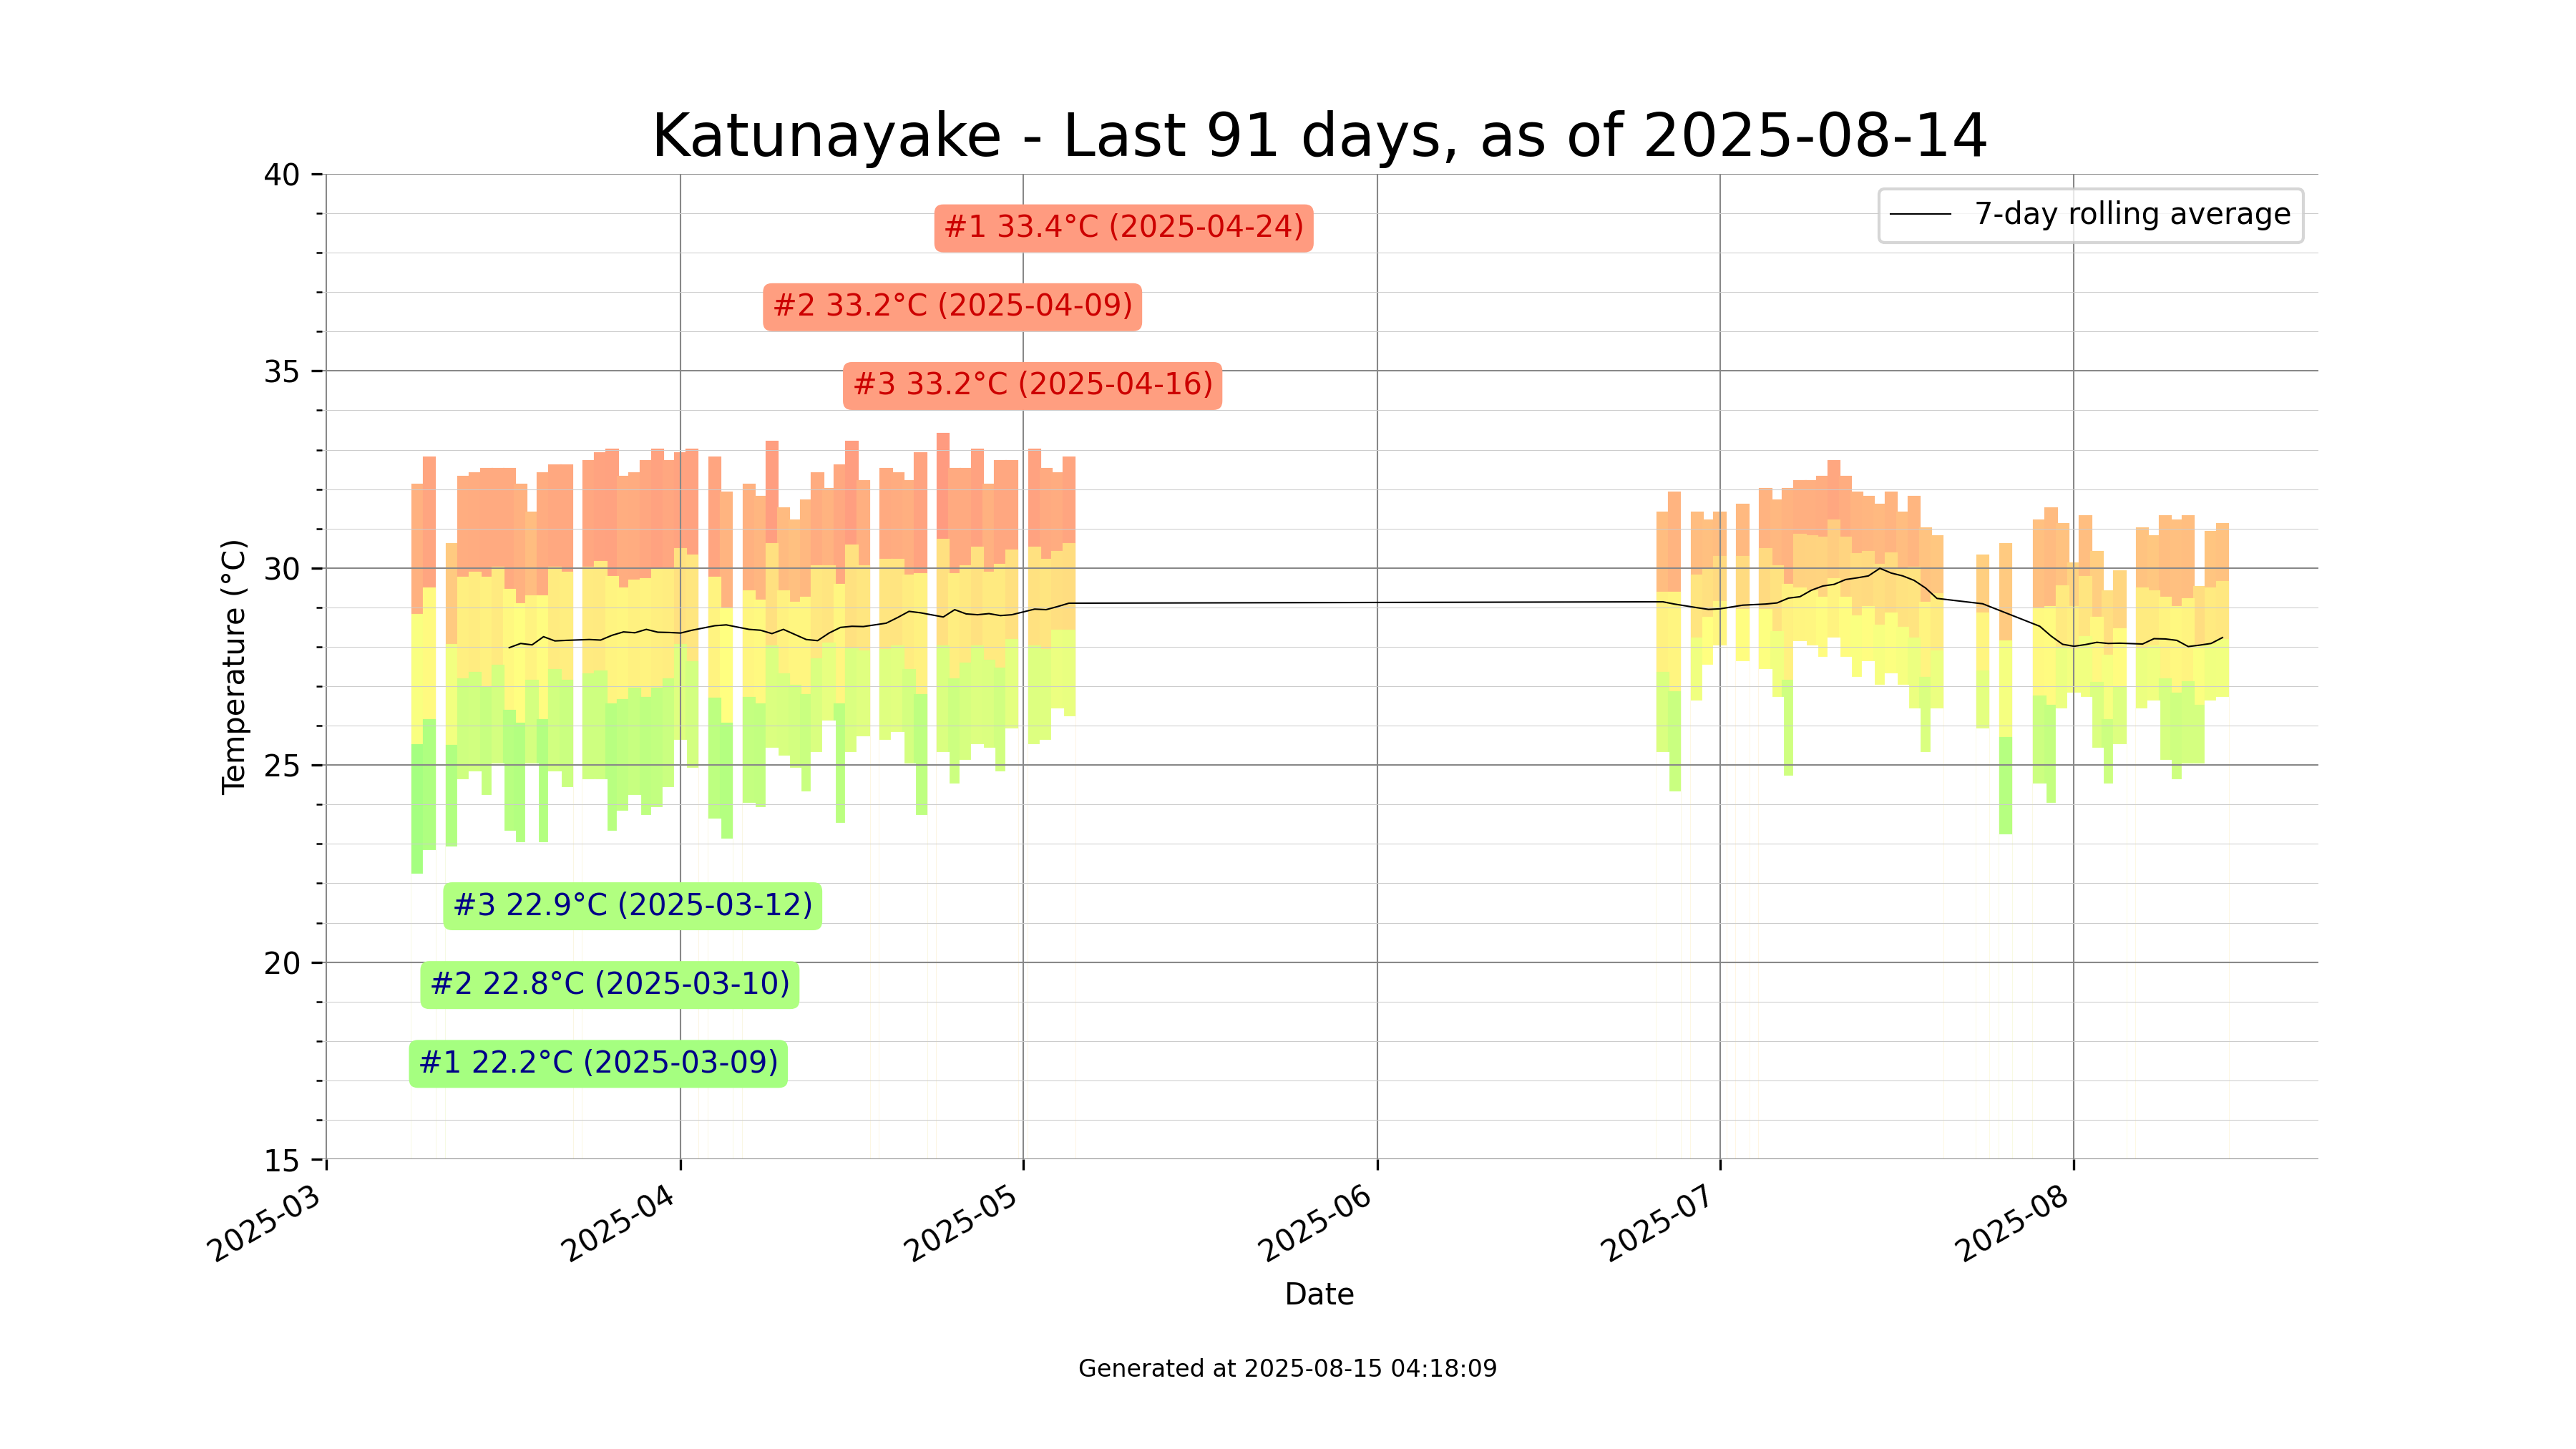 Katunayake - Last 91 days, as of 2025-08-14
7-day rolling average
#1 33.4°C (2025-04-24)
#2 33.2°C (2025-04-09)
#3 33.2°C (2025-04-16)
#3 22.9°C (2025-03-12)
#2 22.8°C (2025-03-10)
#1 22.2°C (2025-03-09)
Temperature (°C)
40
35
30
25
20
15
2025-03
2025-04
2025-05
2025-06
2025-07
2025-08
Date
Generated at 2025-08-15 04:18:09